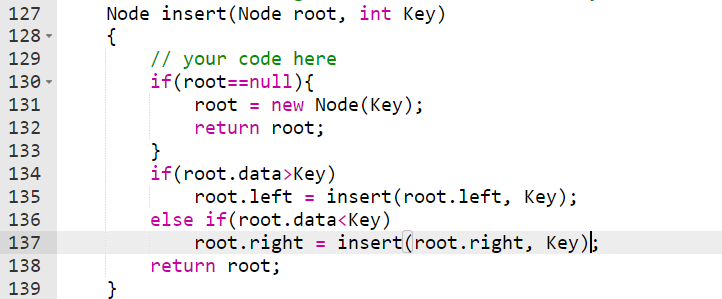 127 Node insert(Node root, int Key)
128 {
129 // your code here
130 if(root==null){
131 root = new Node(Key);
132 return root;
133 }
134 if(root.data>Key)
135 root.left = insert(root.left, Key);
136 else if(root.data<Key)
137 root.right = insert(root.right, Key);
138 return root;
139 }